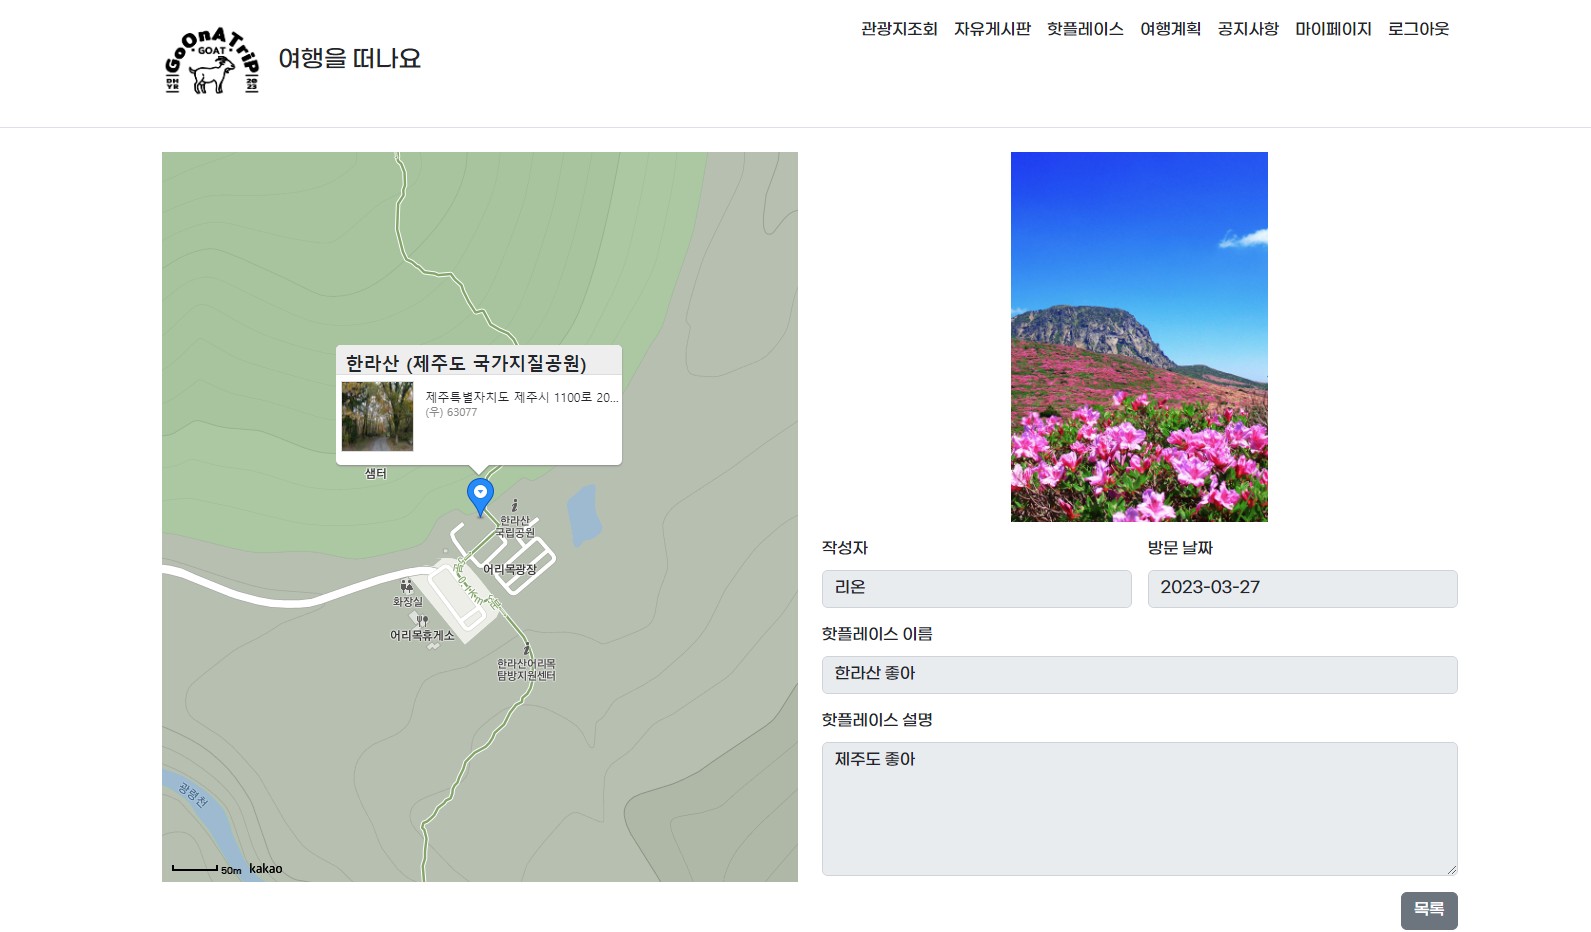 GoOnATrip
GOAT
DH
YR
20
23
여행을 떠나요
관광지조회 자유게시판 핫플레이스 여행계획 공지사항 마이페이지 로그아웃
한라산 (제주도 국가지질공원)
제주특별자치도 제주시 1100로 20...
(우) 63077
샘터
한라산
국립공원
어리목광장
화장실
어리목휴게소
한라산어리목
탐방지원센터
광령천
50m kakao
작성자
방문 날짜
리온
2023-03-27
핫플레이스 이름
한라산 좋아
핫플레이스 설명
제주도 좋아
목록